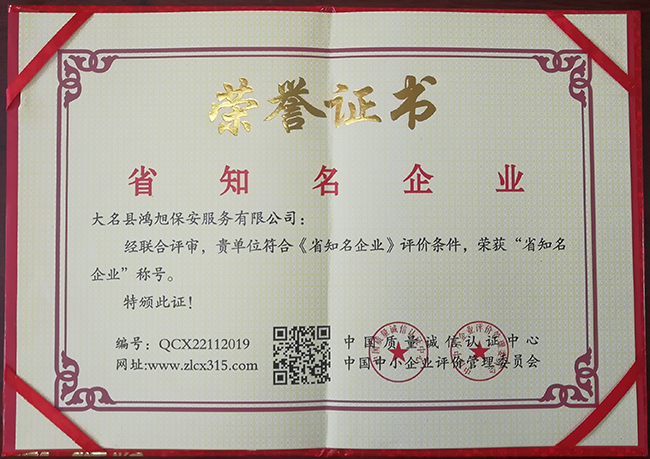 荣誉证书
省知名企业
大名县鸿旭保安服务有限公司：
经联合评审，贵单位符合《省知名企业》评价条件，荣获“省知名
企业”称号。
特颁此证！
编号：QCX22112019
网址:www.zlcx315.com
中国质量诚信认证中心
中国中小企业评价管理委员会